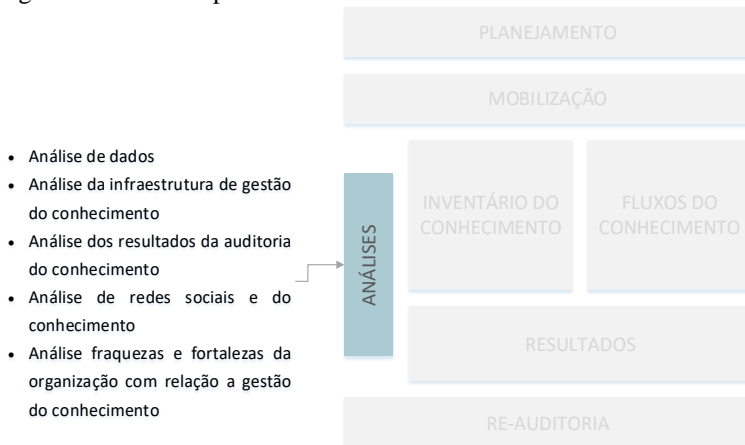 PLANEJAMENTO
MOBILIZAÇÃO
• Análise de dados
• Análise da infraestrutura de gestão
do conhecimento
• Análise dos resultados da auditoria
do conhecimento
• Análise de redes sociais e do
conhecimento
• Análise fraquezas e fortalezas da
organização com relação a gestão
do conhecimento
ANÁLISES
INVENTÁRIO DO
CONHECIMENTO
FLUXOS DO
CONHECIMENTO
RESULTADOS
RE-AUDITORIA